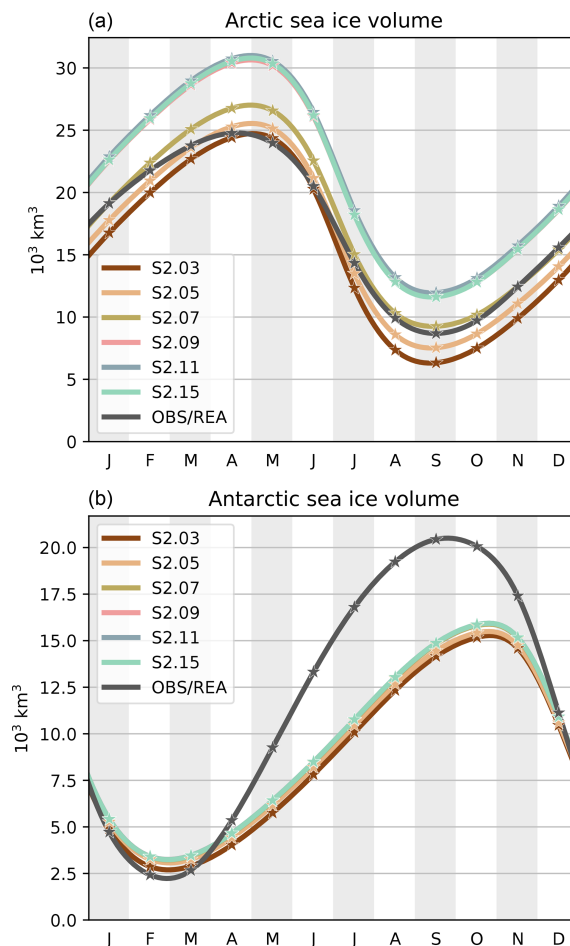 (a)
Arctic sea ice volume
10³ km³
30
25
20
15
10
5
0
S2.03
S2.05
S2.07
S2.09
S2.11
S2.15
OBS/REA
J F M A M J J A S O N D
(b)
Antarctic sea ice volume
10³ km³
20.0
17.5
15.0
12.5
10.0
7.5
5.0
2.5
0.0
S2.03
S2.05
S2.07
S2.09
S2.11
S2.15
OBS/REA
J F M A M J J A S O N D